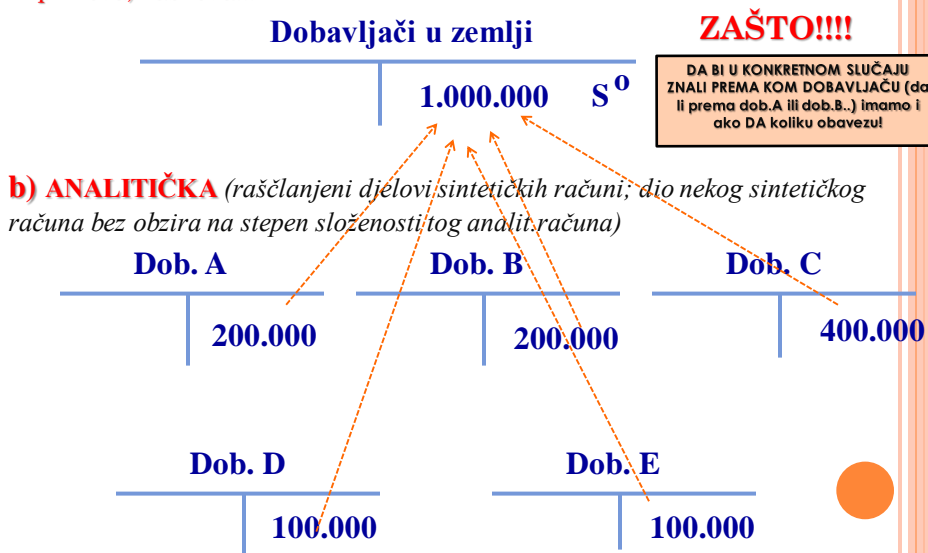 Dobavljači u zemlji
ZAŠTO!!!!
DA BI U KONKRETNOM SLUČAJU
ZNALI PREMA KOM DOBAVLJAČU (da
li prema dob.A ili dob.B..) imamo i
ako DA koliku obavezu!
1.000.000 S⁰
b) ANALITIČKA (raščlanjeni djelovi sintetičkih računi; dio nekog sintetičkog
računa bez obzira na stepen složenosti tog analit.računa)
Dob. A Dob. B Dob. C
200.000 200.000 400.000
Dob. D Dob. E
100.000 100.000